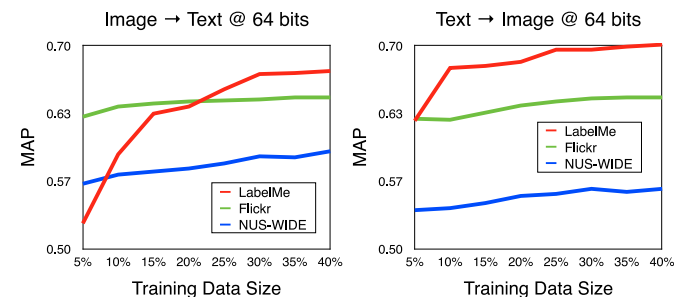 Image → Text @ 64 bits
0.70
0.63
0.57
0.50
MAP
LabelMe
Flickr
NUS-WIDE
5% 10% 15% 20% 25% 30% 35% 40%
Training Data Size
Text → Image @ 64 bits
0.70
0.63
0.57
0.50
MAP
LabelMe
Flickr
NUS-WIDE
5% 10% 15% 20% 25% 30% 35% 40%
Training Data Size